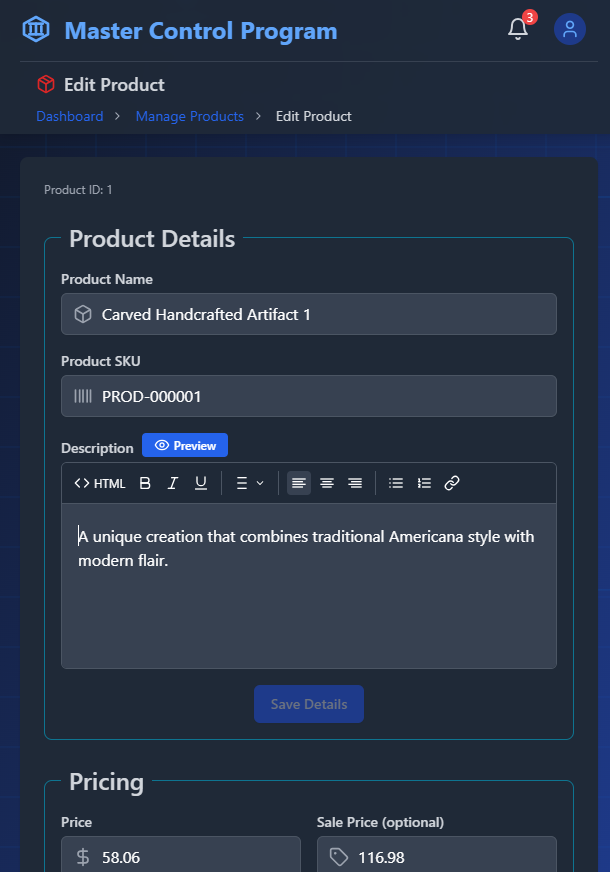 Master Control Program
3
Edit Product
Dashboard > Manage Products > Edit Product
Product ID: 1
Product Details
Product Name
Carved Handcrafted Artifact 1
Product SKU
PROD-000001
Description Preview
<> HTML B I U
A unique creation that combines traditional Americana style with
modern flair.
Save Details
Pricing
Price Sale Price (optional)
$ 58.06 116.98